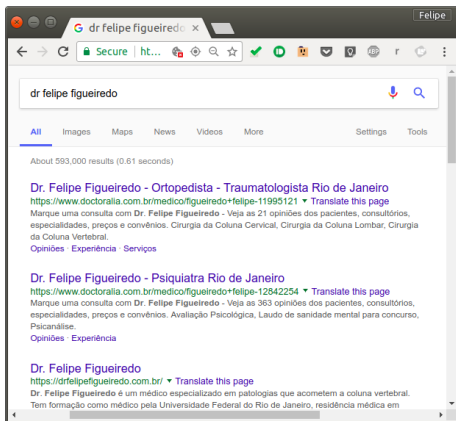 Felipe
dr felipe figueiredo
Secure ht...
ABP r
dr felipe figueiredo
All Images Maps News Videos More Settings Tools
About 593,000 results (0.61 seconds)
Dr. Felipe Figueiredo - Ortopedista - Traumatologista Rio de Janeiro
https://www.doctoralia.com.br/medico/figueiredo+felipe-11995121 ▼ Translate this page
Marque uma consulta com Dr. Felipe Figueiredo - Veja as 21 opiniões dos pacientes, consultórios,
especialidades, preços e convênios. Cirurgia da Coluna Cervical, Cirurgia da Coluna Lombar, Cirurgia
da Coluna Vertebral.
Opiniões · Experiência · Serviços
Dr. Felipe Figueiredo - Psiquiatra Rio de Janeiro
https://www.doctoralia.com.br/medico/figueiredo+felipe-12842254 ▼ Translate this page
Marque uma consulta com Dr. Felipe Figueiredo - Veja as 363 opiniões dos pacientes, consultórios,
especialidades, preços e convênios. Avaliação Psicológica, Laudo de sanidade mental para concurso,
Psicanálise.
Opiniões · Experiência
Dr. Felipe Figueiredo
https://drfelipefigueiredo.com.br/ ▼ Translate this page
Dr. Felipe Figueiredo é um médico especializado em patologias que acometem a coluna vertebral.
Tem formação como médico pela Universidade Federal do Rio de Janeiro, residência médica em